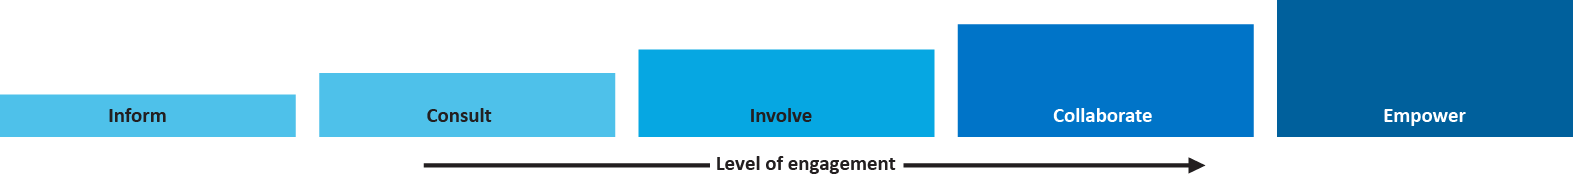 Inform
Consult
Involve
Collaborate
Empower
Level of engagement